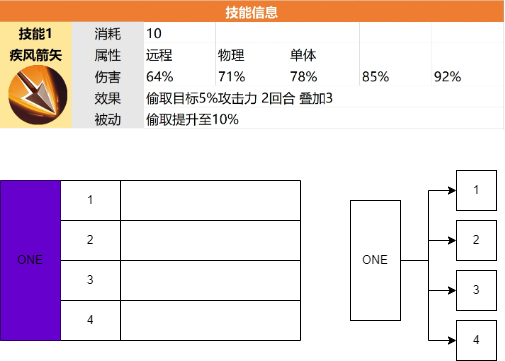 技能信息
技能1 消耗 10
疾风箭矢 属性 远程 物理 单体
伤害 64% 71% 78% 85% 92%
效果 偷取目标5%攻击力 2回合 叠加3
被动 偷取提升至10%
ONE
1
2
3
4
ONE
1
2
3
4